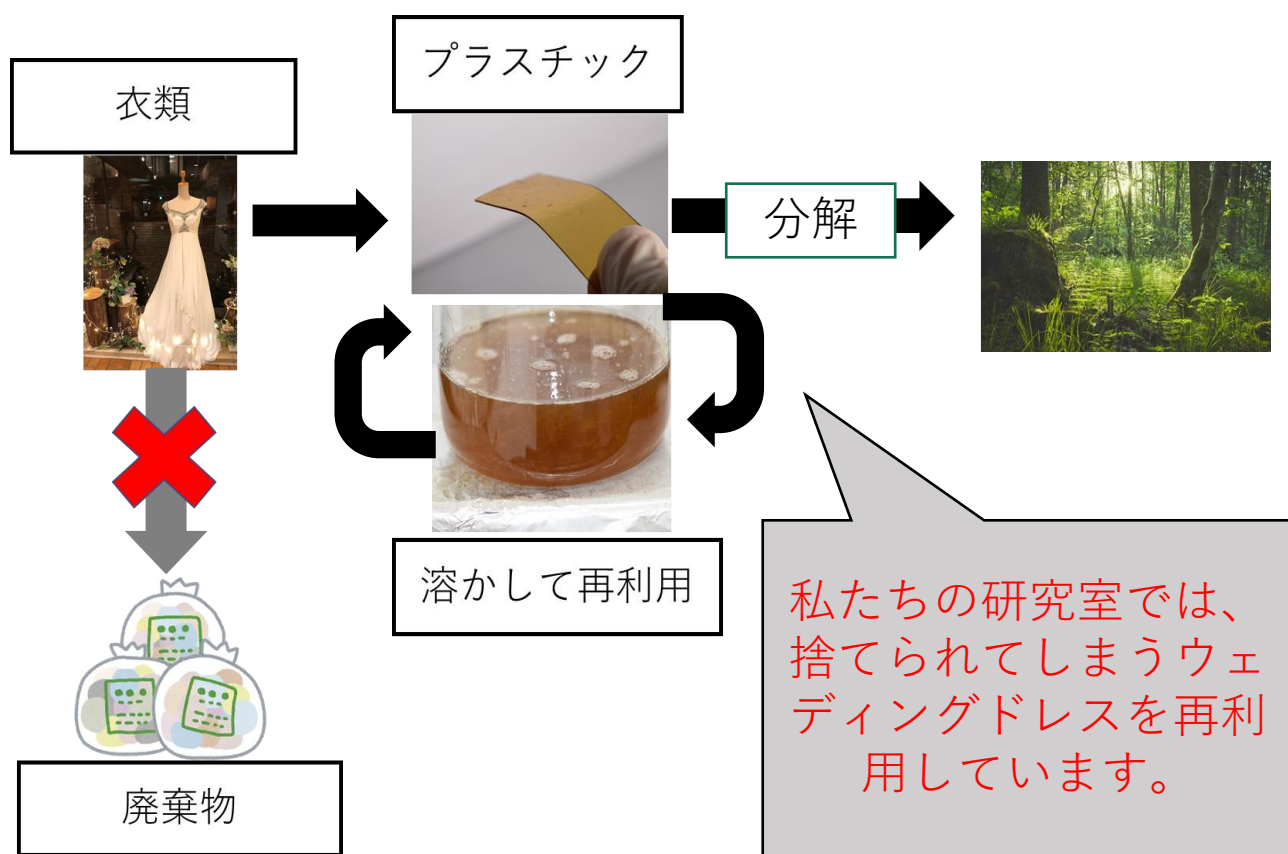 プラスチック
衣類
分解
溶かして再利用
私たちの研究室では、
捨てられてしまうウェ
ディングドレスを再利
用しています。
廃棄物